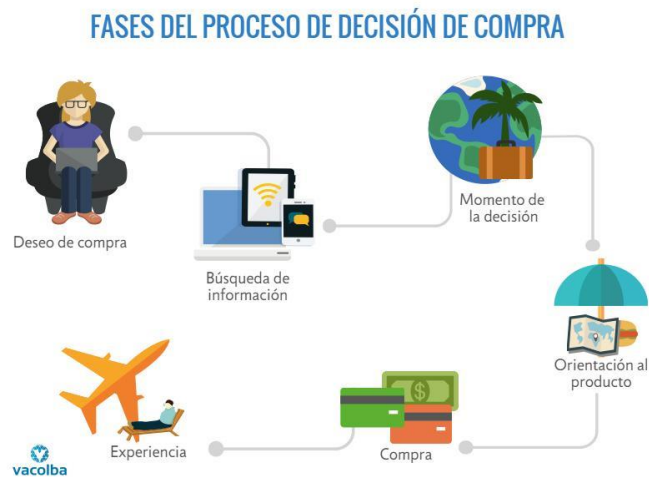 FASES DEL PROCESO DE DECISIÓN DE COMPRA
Deseo de compra
Búsqueda de
información
Momento de
la decisión
Orientación al
producto
$
Compra
Experiencia
vacolba